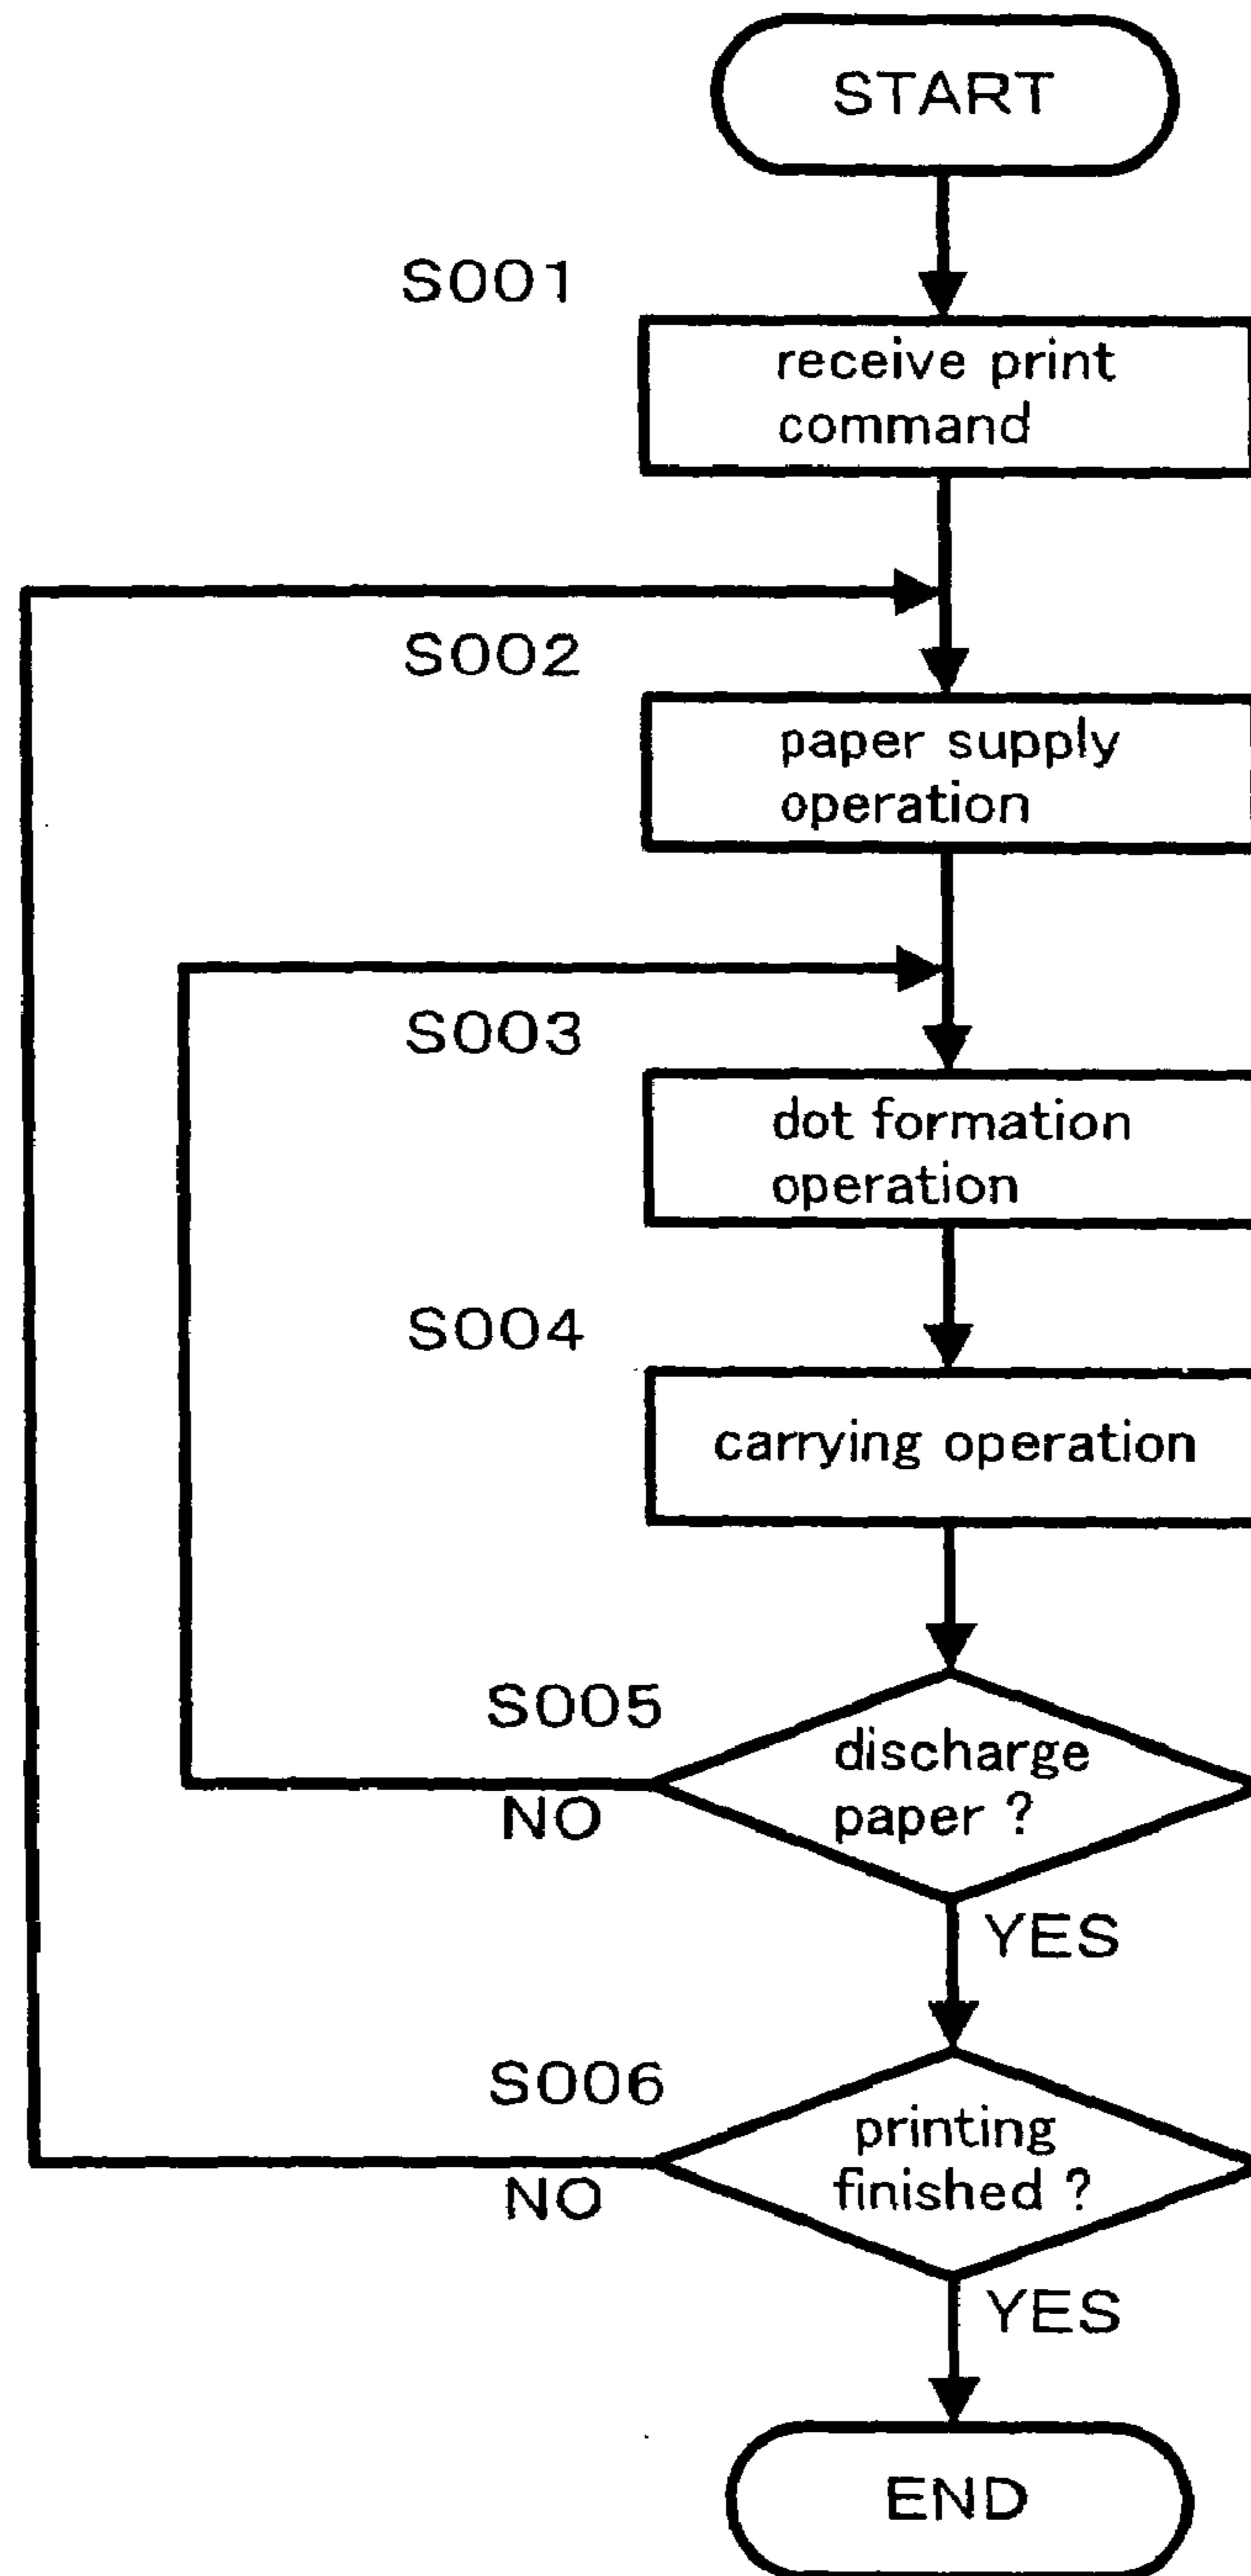 START
S001
receive print
command
S002
paper supply
operation
S003
dot formation
operation
S004
carrying operation
S005
discharge
paper ?
NO
YES
S006
printing
finished ?
NO
YES
END